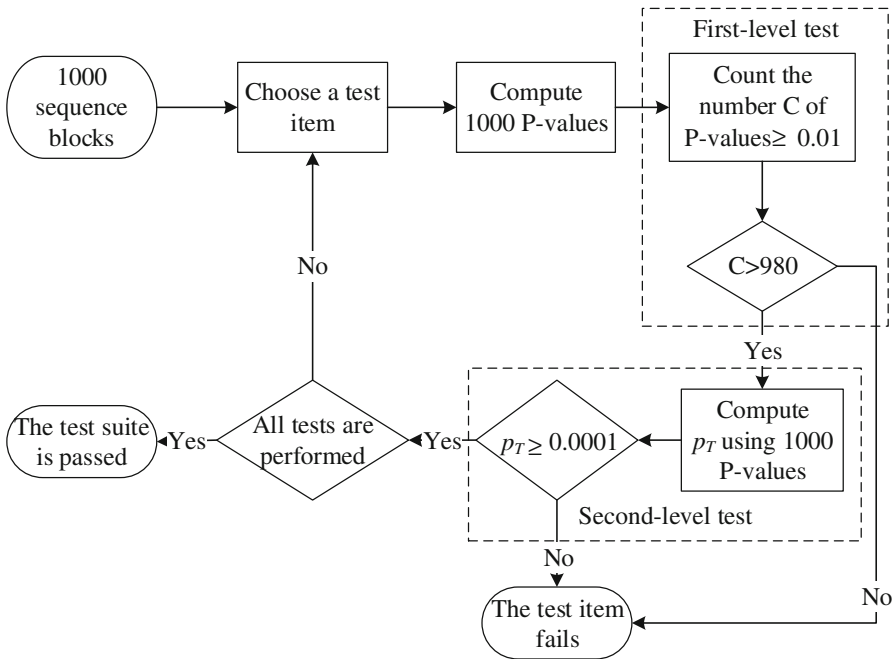 First-level test
1000
sequence
blocks
Choose a test
item
Compute
1000 P-values
Count the
number C of
P-values≥ 0.01
No
C>980
Yes
The test suite
is passed
Yes
All tests are
performed
Yes
p_T ≥ 0.0001
Compute
p_T using 1000
P-values
Second-level test
No
No
The test item
fails